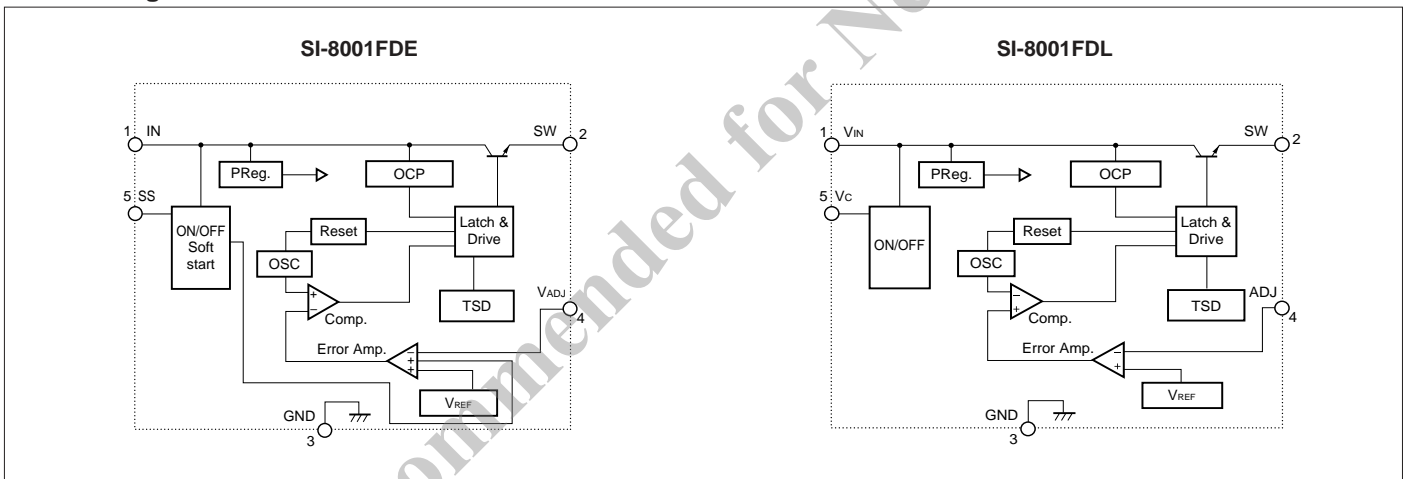 SI-8001FDE
1 IN
SW 2
PReg.
OCP
5 SS
ON/OFF
Soft
start
Reset
Latch &
Drive
OSC
TSD
+
−
Comp.
VADJ
4
Error Amp.
−
+
+
VREF
GND
3
SI-8001FDL
1 VIN
SW 2
PReg.
OCP
5 VC
ON/OFF
Reset
Latch &
Drive
OSC
TSD
−
+
Comp.
ADJ
4
Error Amp.
−
+
VREF
GND
3
ommended for N